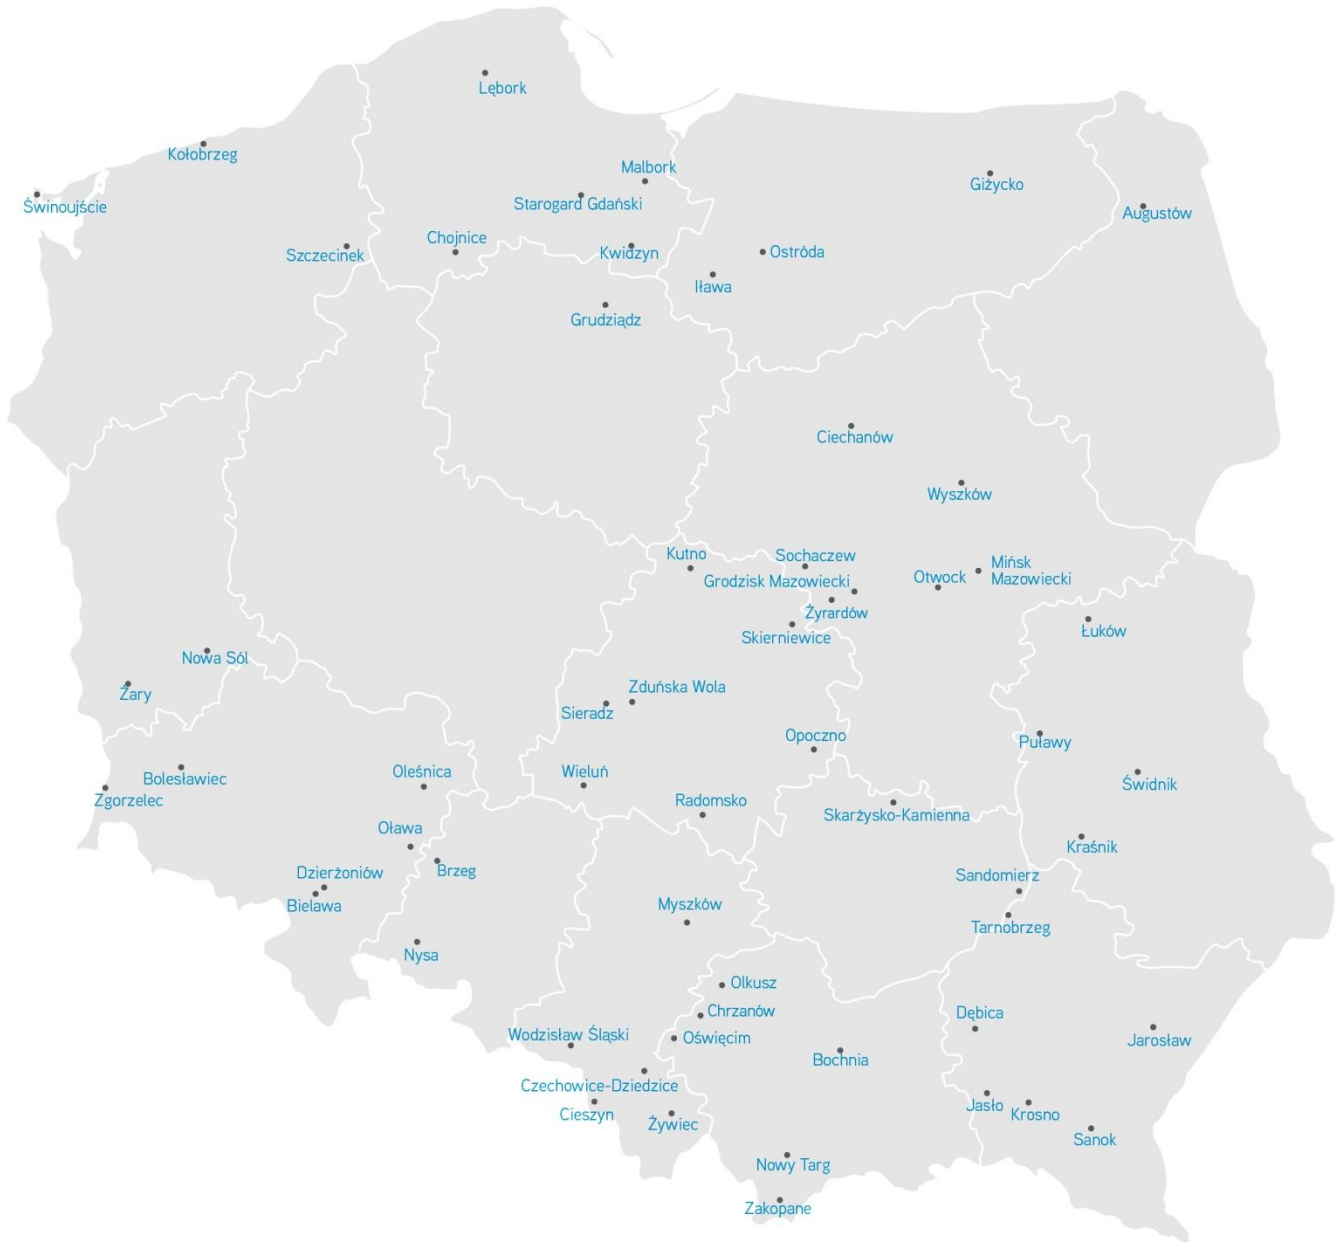 Lębork
Kołobrzeg
Malbork
Giżycko
Świnoujście
Starogard Gdański
Augustów
Chojnice
Szczecinek
Kwidzyn
Ostróda
Iława
Grudziądz
Ciechanów
Wyszków
Kutno
Sochaczew
Mińsk
Mazowiecki
Grodzisk Mazowiecki
Otwock
Żyrardów
Skierniewice
Łuków
Nowa Sól
Żary
Zduńska Wola
Sieradz
Opoczno
Puławy
Bolesławiec
Zgorzelec
Oleśnica
Wieluń
Świdnik
Radomsko
Skarżysko-Kamienna
Oława
Kraśnik
Dzierżoniów
Brzeg
Bielawa
Sandomierz
Myszków
Tarnobrzeg
Nysa
Olkusz
Chrzanów
Dębica
Wodzisław Śląski
Oświęcim
Jarosław
Bochnia
Czechowice-Dziedzice
Cieszyn
Żywiec
Jasło
Krosno
Sanok
Nowy Targ
Zakopane